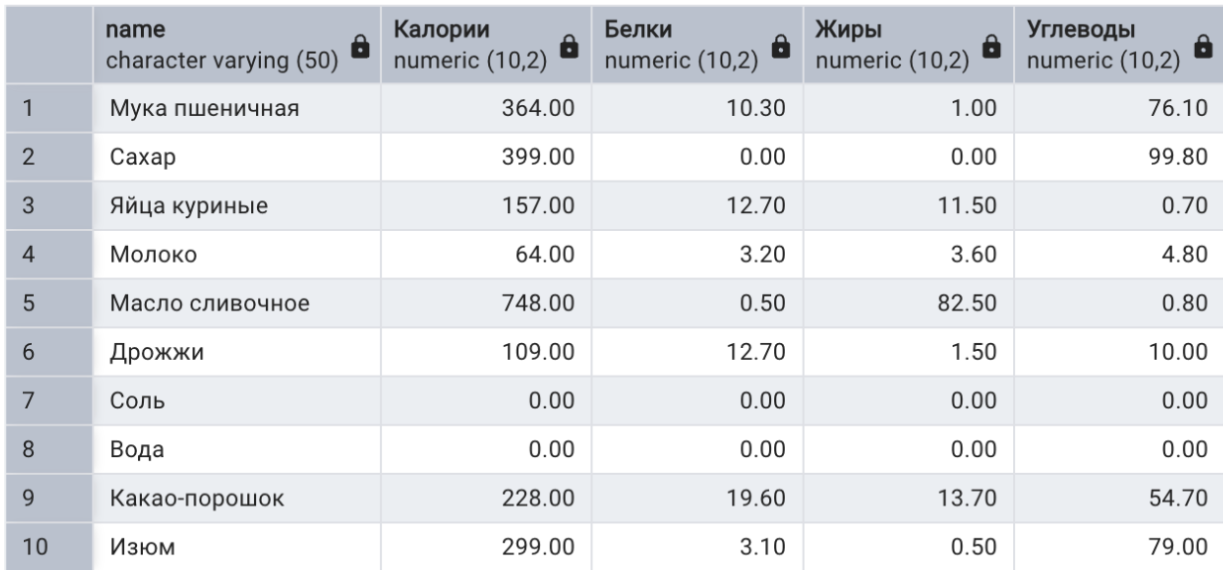 name Калории Белки Жиры Углеводы
character varying (50) numeric (10,2) numeric (10,2) numeric (10,2) numeric (10,2)
1 Мука пшеничная 364.00 10.30 1.00 76.10
2 Сахар 399.00 0.00 0.00 99.80
3 Яйца куриные 157.00 12.70 11.50 0.70
4 Молоко 64.00 3.20 3.60 4.80
5 Масло сливочное 748.00 0.50 82.50 0.80
6 Дрожжи 109.00 12.70 1.50 10.00
7 Соль 0.00 0.00 0.00 0.00
8 Вода 0.00 0.00 0.00 0.00
9 Какао-порошок 228.00 19.60 13.70 54.70
10 Изюм 299.00 3.10 0.50 79.00